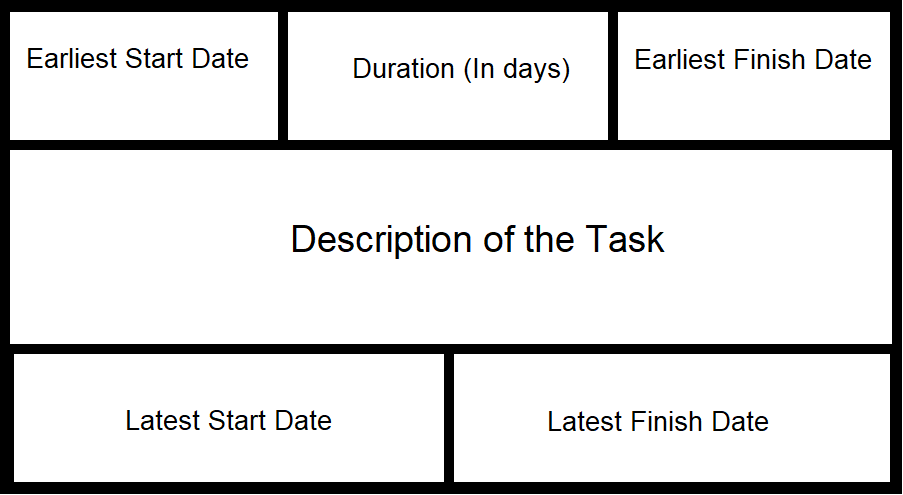 Earliest Start Date
Duration (In days)
Earliest Finish Date
Description of the Task
Latest Start Date
Latest Finish Date